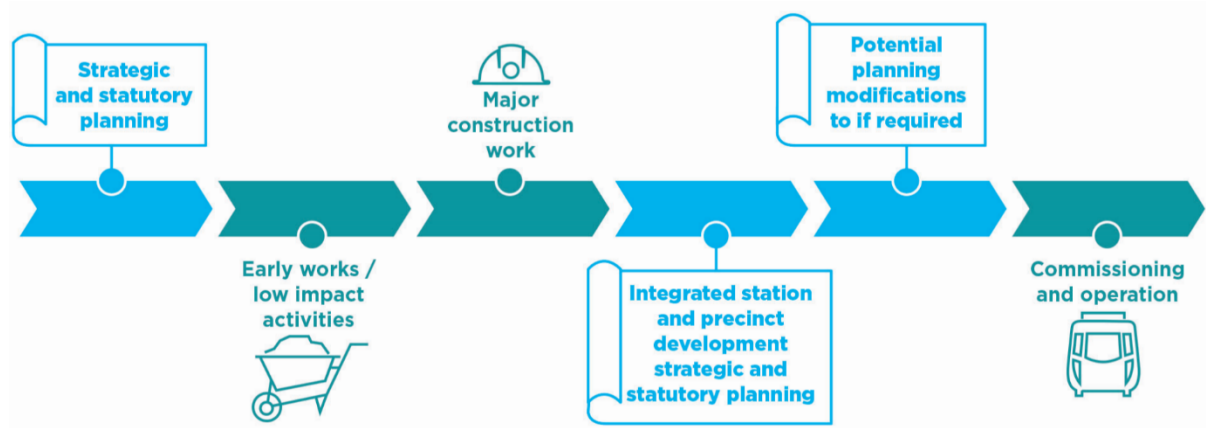 Strategic
and statutory
planning
Early works /
low impact
activities
Major
construction
work
Integrated station
and precinct
development
strategic and
statutory planning
Potential
planning
modifications
to if required
Commissioning
and operation